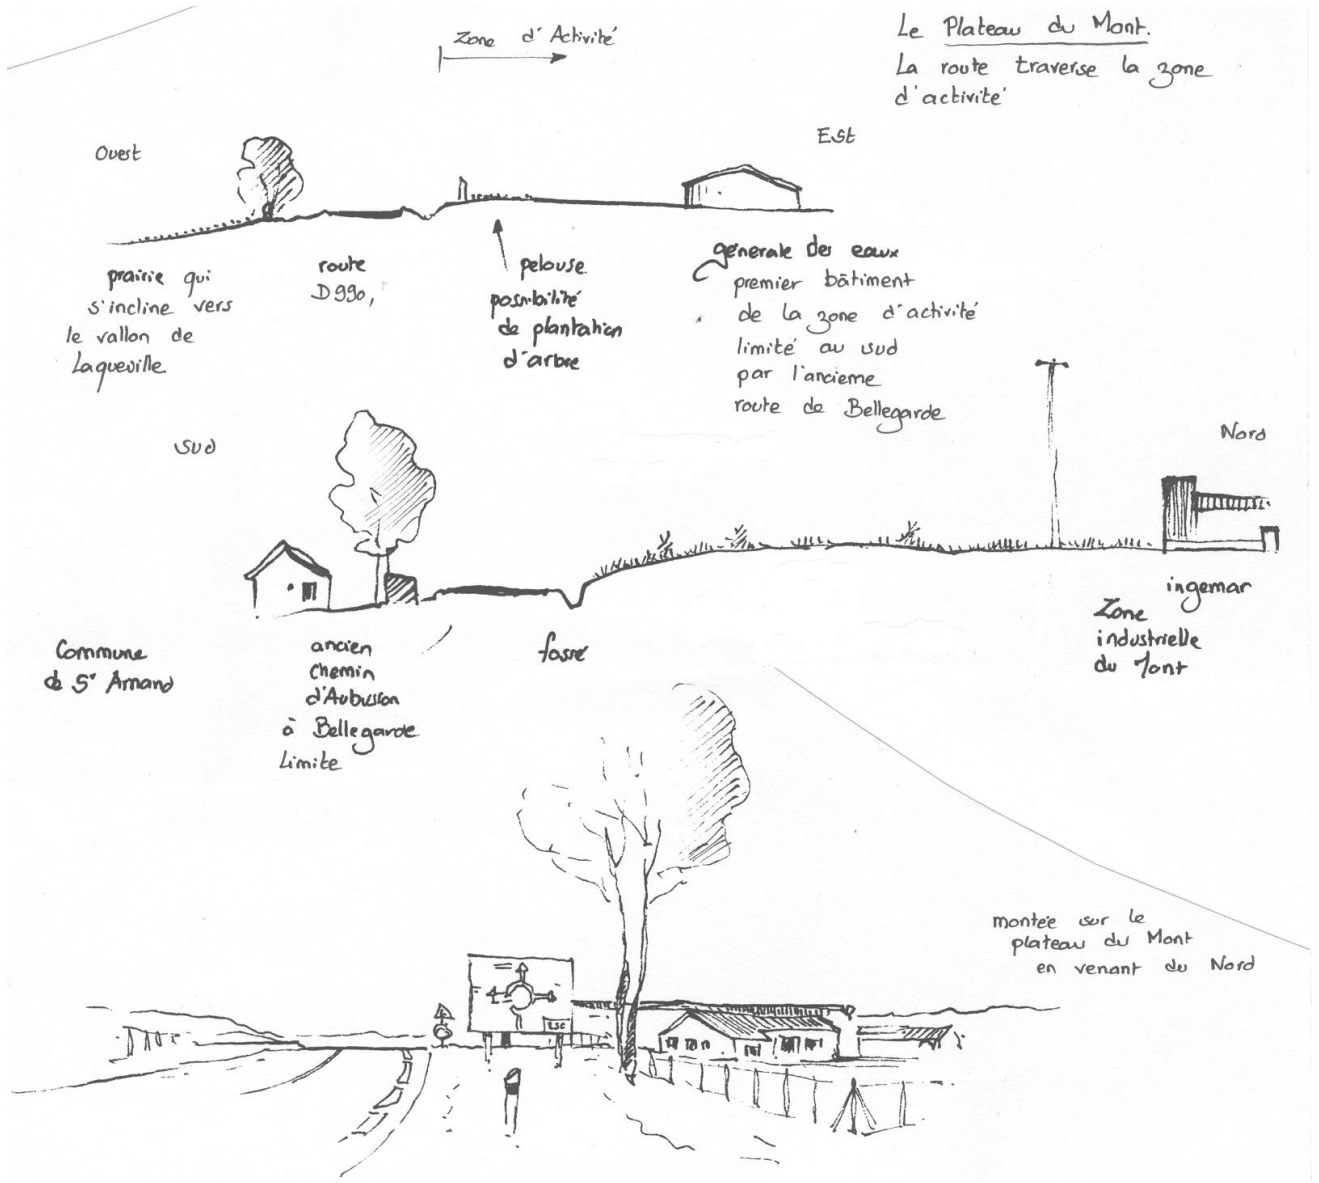 Zone d'Activité
Le Plateau du Mont.
La route traverse la zone
d'activité
Ouest
Est
prairie qui
s'incline vers
le vallon de
Laqueville
route
D990,
pelouse
possibilité
de plantation
d'arbre
générale des eaux
premier bâtiment
de la zone d'activité
limité au sud
par l'ancienne
route de Bellegarde
Sud
Nord
Commune
de St Amand
ancien
chemin
d'Aubusson
à Bellegarde
Limite
fossé
ingemar
Zone
industrielle
du Mont
montée sur le
plateau du Mont
en venant du Nord